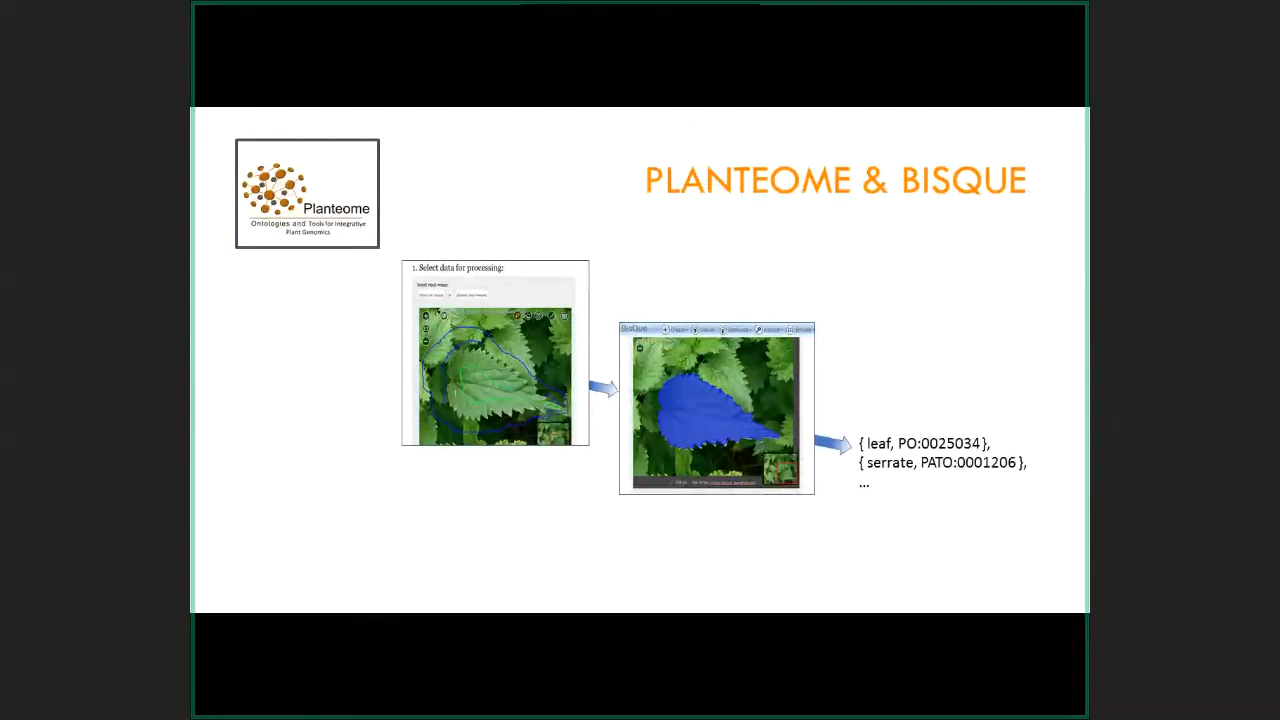 PLANTEOME & BISQUE
Planteome
Ontologies and Tools for Integrative
Plant Genomics
1. Select data for processing:
BisQue
{ leaf, PO:0025034 },
{ serrate, PATO:0001206 },
...